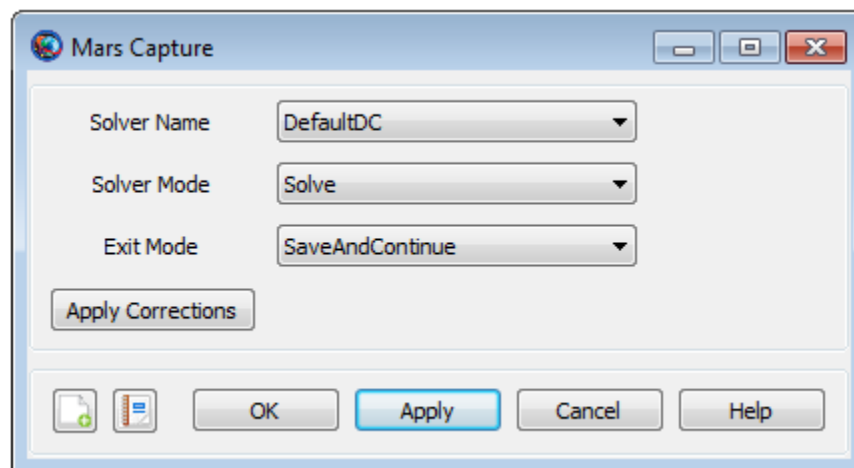 Mars Capture
Solver Name DefaultDC
Solver Mode Solve
Exit Mode SaveAndContinue
Apply Corrections
OK Apply Cancel Help